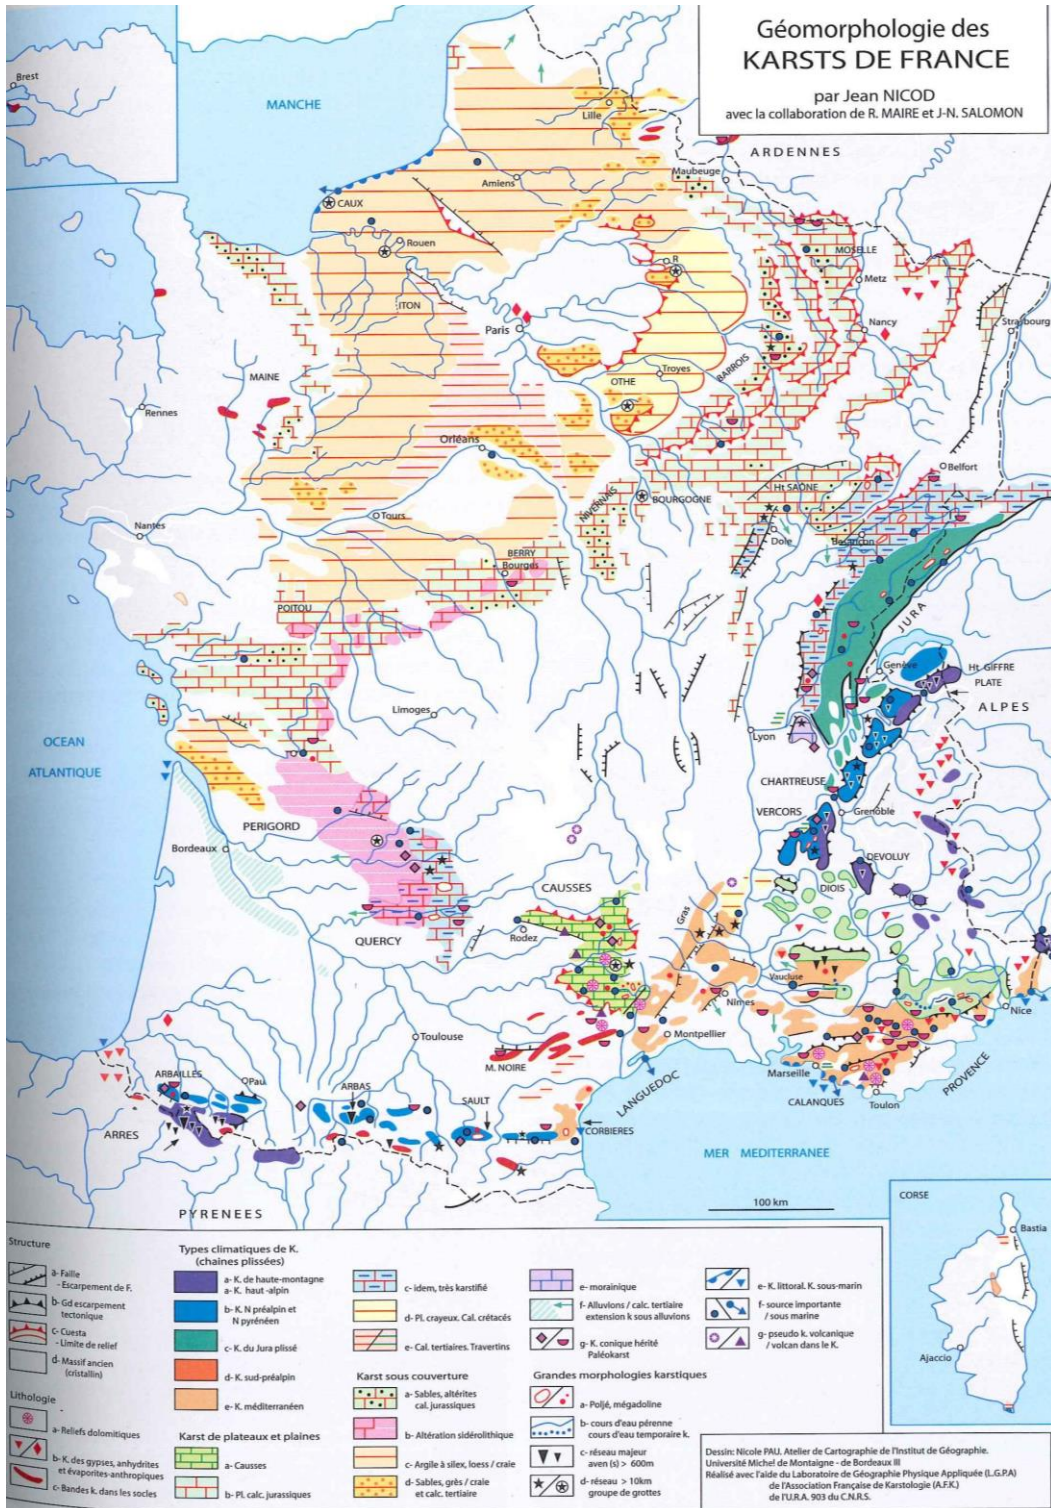 Géomorphologie des
KARSTS DE FRANCE
par Jean NICOD
avec la collaboration de R. MAIRE et J-N. SALOMON
Brest
MANCHE
Lille
ARDENNES
Maubeuge
Amiens
CAUX
Rouen
R
MOSELLE
Metz
ITON
Paris
Nancy
Strasbourg
MAINE
Troyes
BARROIS
OTHE
Rennes
Orléans
Belfort
Ht SAÔNE
BOURGOGNE
NIVERNAIS
Tours
Nantes
Dole
Besançon
BERRY
Bourges
POITOU
JURA
Genève
Ht GIFFRE
PLATE
ALPES
Limoges
OCEAN
ATLANTIQUE
Lyon
CHARTREUSE
VERCORS
Grenoble
PERIGORD
Bordeaux
DEVOLUY
CAUSSES
DIOIS
Gras
QUERCY
Rodez
Vaucluse
Nimes
Nice
Toulouse
Montpellier
M. NOIRE
Marseille
PROVENCE
LANGUEDOC
CALANQUES
Toulon
ARBAILLES
Pau
ARBAS
SAULT
ARRES
CORBIERES
MER MEDITERRANEE
100 km
PYRENEES
CORSE
Bastia
Ajaccio
Structure
a- Faille
- Escarpement de F.
b- Gd escarpement
tectonique
c- Cuesta
- Limite de relief
d- Massif ancien
(cristallin)
Lithologie
a- Reliefs dolomitiques
b- K. des gypses, anhydrites
et évaporites-anthropiques
c- Bandes k. dans les socles
Types climatiques de K.
(chaines plissées)
a- K. de haute-montagne
a- K. haut-alpin
b- K. N préalpin et
N pyrénéen
c- K. du Jura plissé
d- K. sud-préalpin
e- K. méditerranéen
Karst de plateaux et plaines
a- Causses
b- Pl. calc. jurassiques
c- idem, très karstifié
d- Pl. crayeux. Cal. crétacés
e- Cal. tertiaires. Travertins
Karst sous couverture
a- Sables, altérites
cal. jurassiques
b- Altération sidérolithique
c- Argile à silex, loess / craie
d- Sables, grès / craie
et calc. tertiaire
e- morainique
f- Alluvions / calc. tertiaire
extension k sous alluvions
g- K. conique hérité
Paléokarst
Grandes morphologies karstiques
a- Poljé, mégadoline
b- cours d'eau pérenne
cours d'eau temporaire k.
c- réseau majeur
aven (s) > 600m
d- réseau > 10km
groupe de grottes
e- K. littoral. K. sous-marin
f- source importante
/ sous marine
g- pseudo k. volcanique
/ volcan dans le K.
Dessin: Nicole PAU. Atelier de Cartographie de l'Institut de Géographie.
Université Michel de Montaigne - de Bordeaux III
Réalisé avec l'aide du Laboratoire de Géographie Physique Appliquée (L.G.P.A)
de l'Association Française de Karstologie (A.F.K.)
de l'U.R.A. 903 du C.N.R.S.